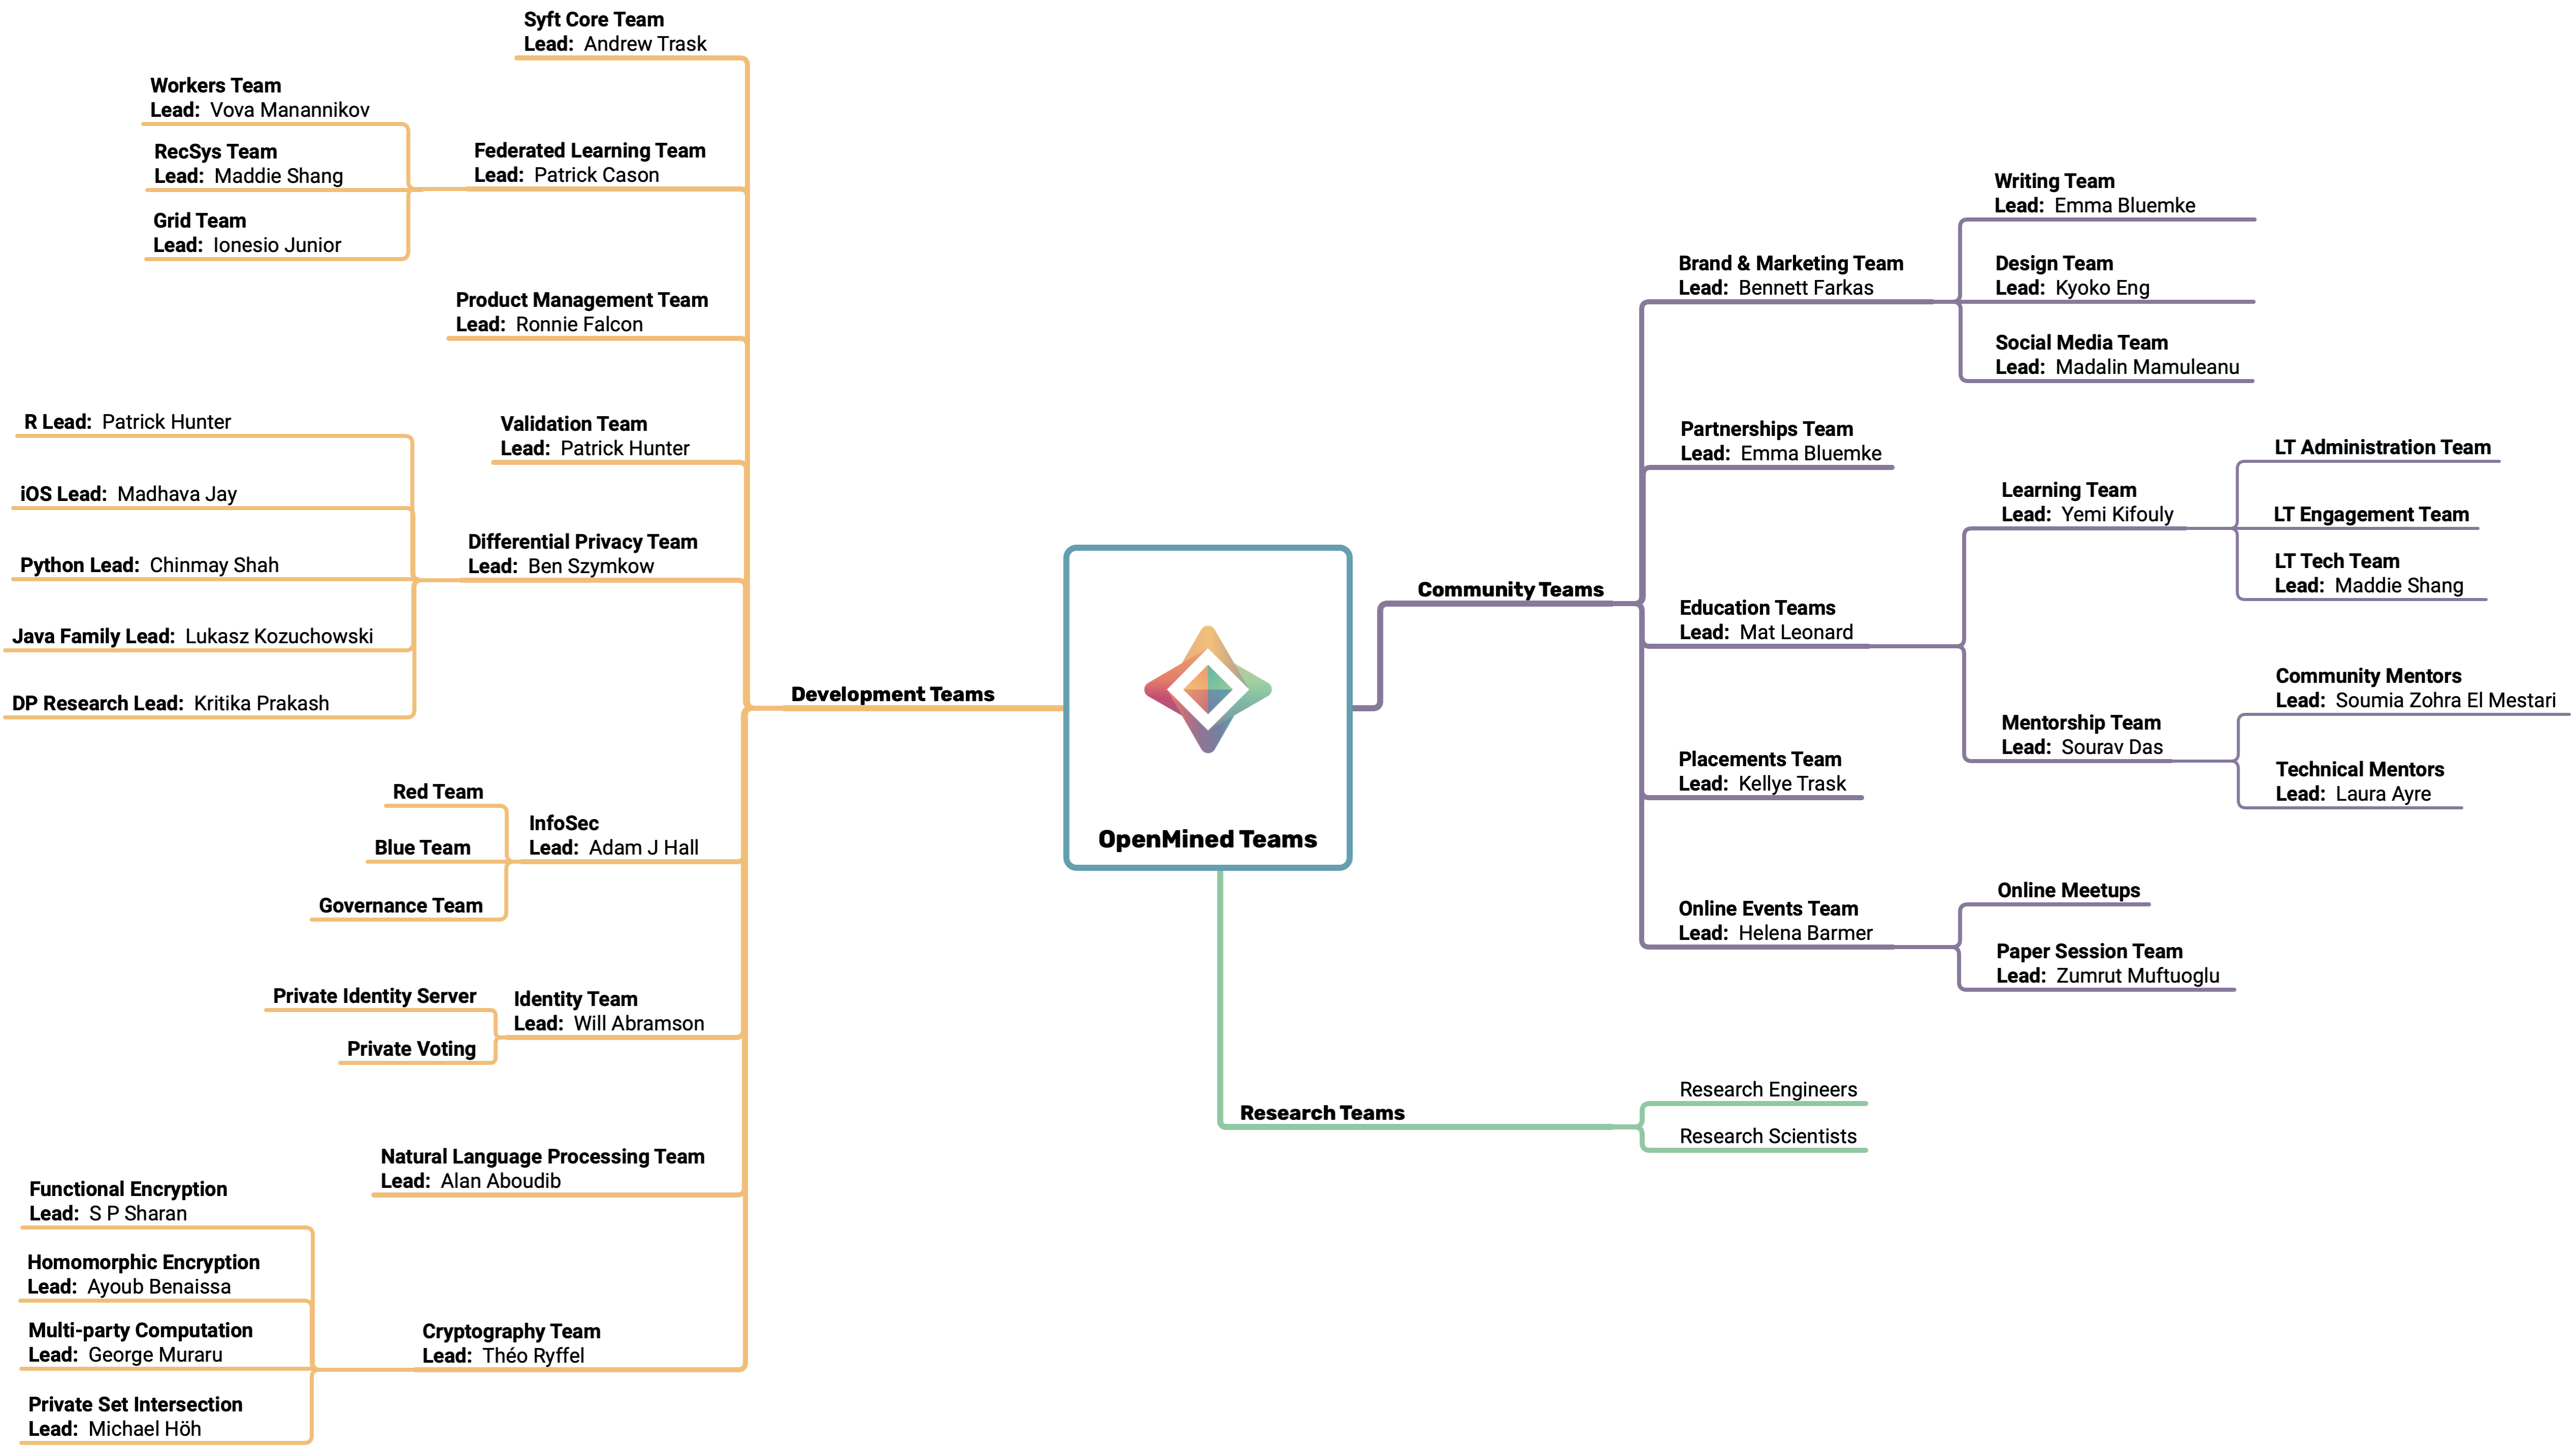 Syft Core Team
Lead: Andrew Trask
Workers Team
Lead: Vova Manannikov
RecSys Team
Lead: Maddie Shang
Grid Team
Lead: Ionesio Junior
Federated Learning Team
Lead: Patrick Cason
Product Management Team
Lead: Ronnie Falcon
Validation Team
Lead: Patrick Hunter
R Lead: Patrick Hunter
iOS Lead: Madhava Jay
Python Lead: Chinmay Shah
Java Family Lead: Lukasz Kozuchowski
DP Research Lead: Kritika Prakash
Differential Privacy Team
Lead: Ben Szymkow
Development Teams
Red Team
Blue Team
Governance Team
InfoSec
Lead: Adam J Hall
Private Identity Server
Private Voting
Identity Team
Lead: Will Abramson
Natural Language Processing Team
Lead: Alan Aboudib
Functional Encryption
Lead: S P Sharan
Homomorphic Encryption
Lead: Ayoub Benaissa
Multi-party Computation
Lead: George Muraru
Private Set Intersection
Lead: Michael Höh
Cryptography Team
Lead: Théo Ryffel
OpenMined Teams
Community Teams
Brand & Marketing Team
Lead: Bennett Farkas
Writing Team
Lead: Emma Bluemke
Design Team
Lead: Kyoko Eng
Social Media Team
Lead: Madalin Mamuleanu
Partnerships Team
Lead: Emma Bluemke
Education Teams
Lead: Mat Leonard
Learning Team
Lead: Yemi Kifouly
LT Administration Team
LT Engagement Team
LT Tech Team
Lead: Maddie Shang
Mentorship Team
Lead: Sourav Das
Community Mentors
Lead: Soumia Zohra El Mestari
Technical Mentors
Lead: Laura Ayre
Placements Team
Lead: Kellye Trask
Online Events Team
Lead: Helena Barmer
Online Meetups
Paper Session Team
Lead: Zumrut Muftuoglu
Research Teams
Research Engineers
Research Scientists